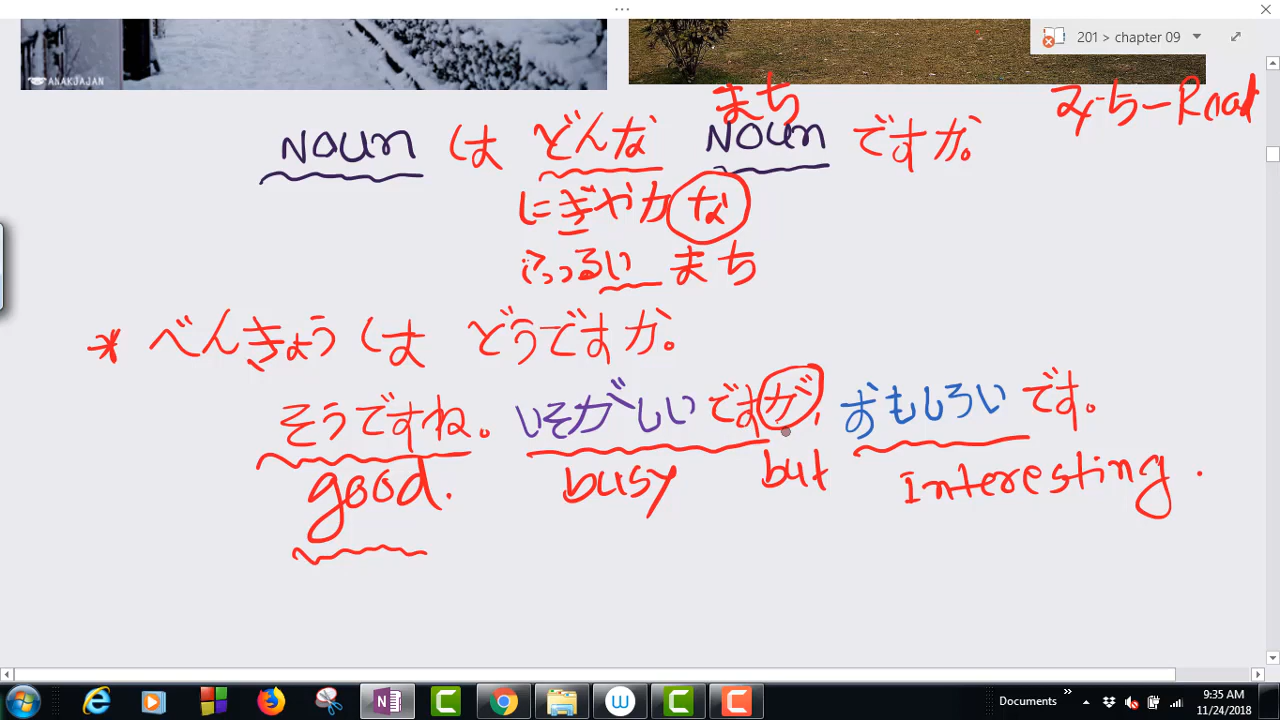 ANAKJAJAN
201 > chapter 09
まち
みち-Road
NOUN は どんな NOUN ですか。
にぎやか な
ふるい まち
* べんきょうは どうですか。
そうですね。 いそがしいですが, おもしろいです。
good. busy but interesting.
Documents
9:35 AM
11/24/2018